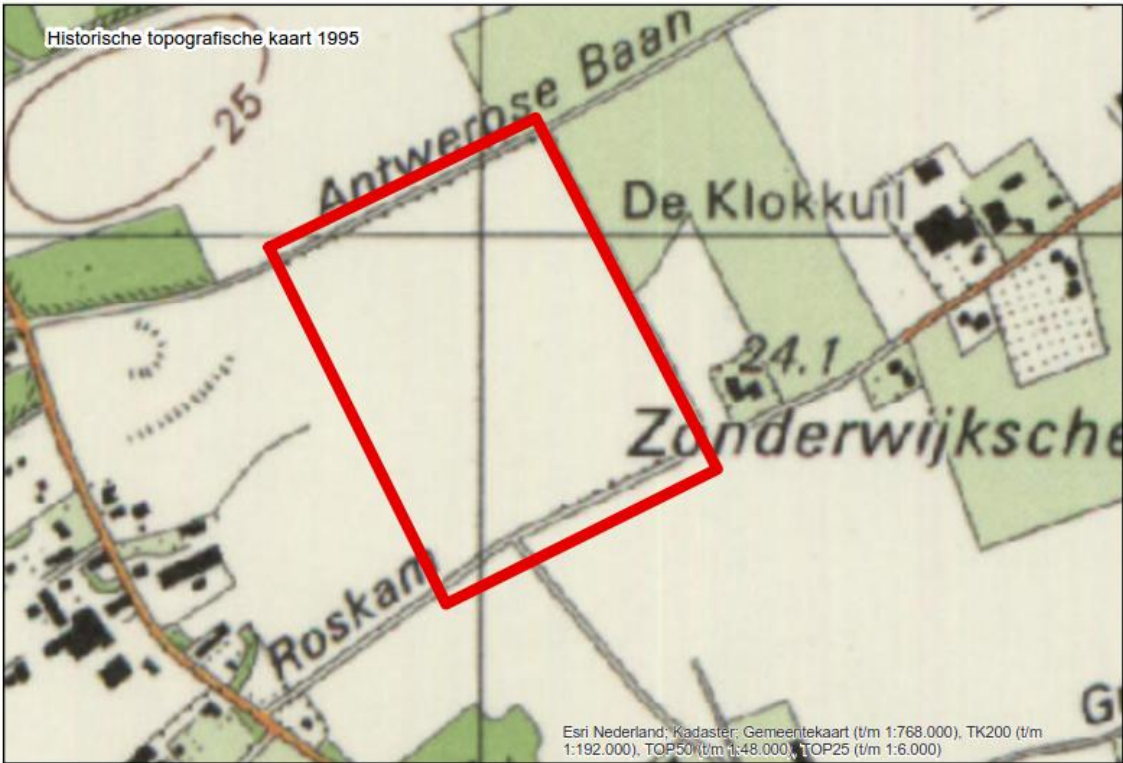 Historische topografische kaart 1995
25
Antwerose Baan
De Klokkuil
24.1
Zonderwijksche
Roskam
G
Esri Nederland; Kadaster; Gemeentekaart (t/m 1:768.000), TK200 (t/m
1:192.000), TOP50 (t/m 1:48.000), TOP25 (t/m 1:6.000)